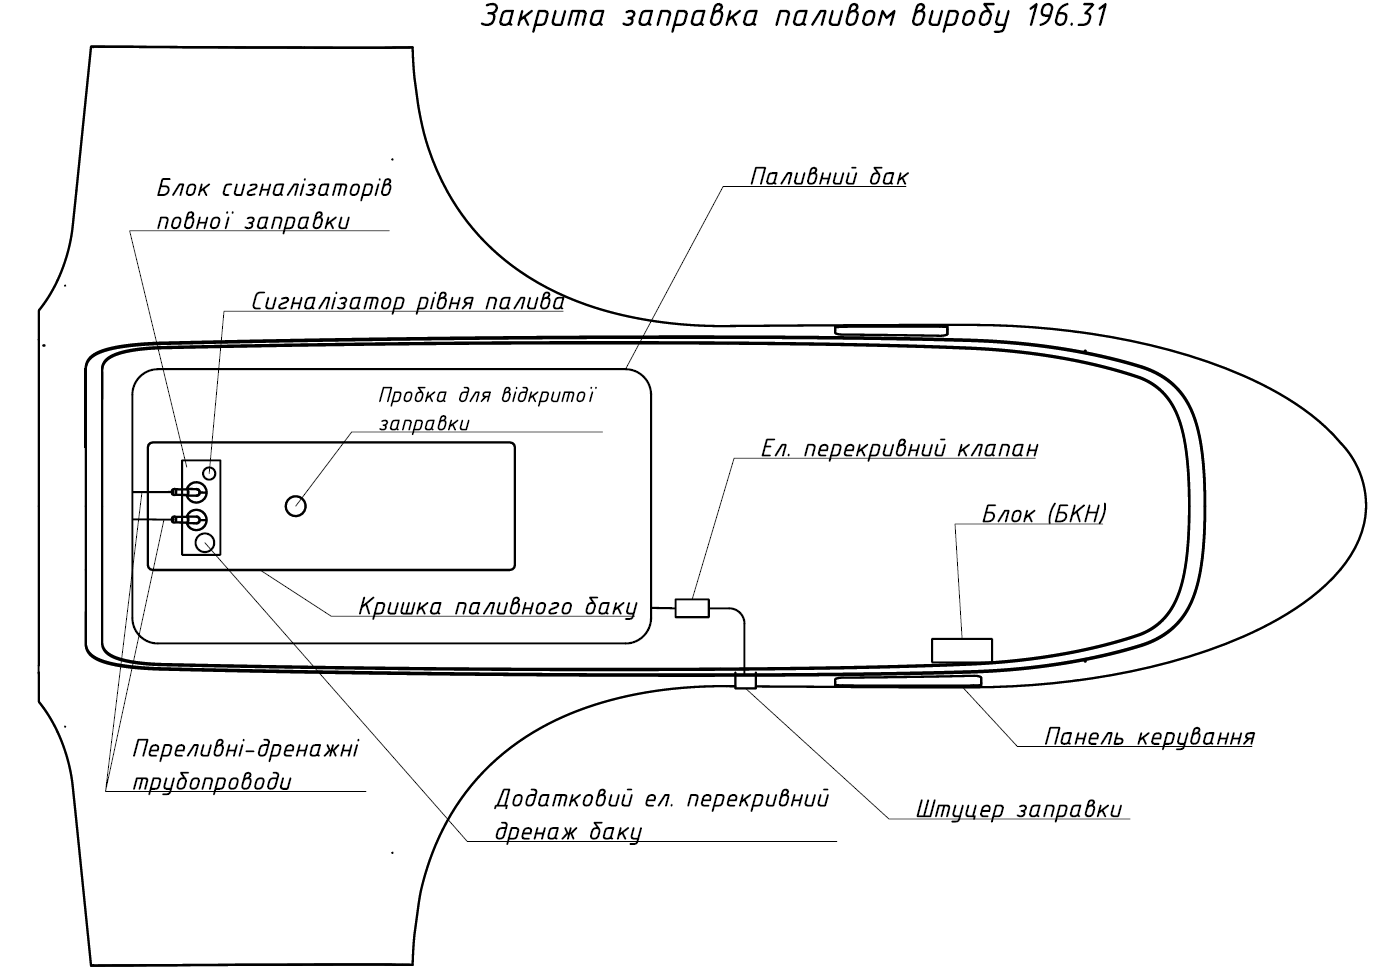 Закрита заправка паливом виробу 196.31
Паливний бак
Блок сигналізаторів
повної заправки
Сигналізатор рівня палива
Пробка для відкритої
заправки
Ел. перекривний клапан
Блок (БКН)
Кришка паливного баку
Панель керування
Переливні-дренажні
трубопроводи
Додатковий ел. перекривний
дренаж баку
Штуцер заправки